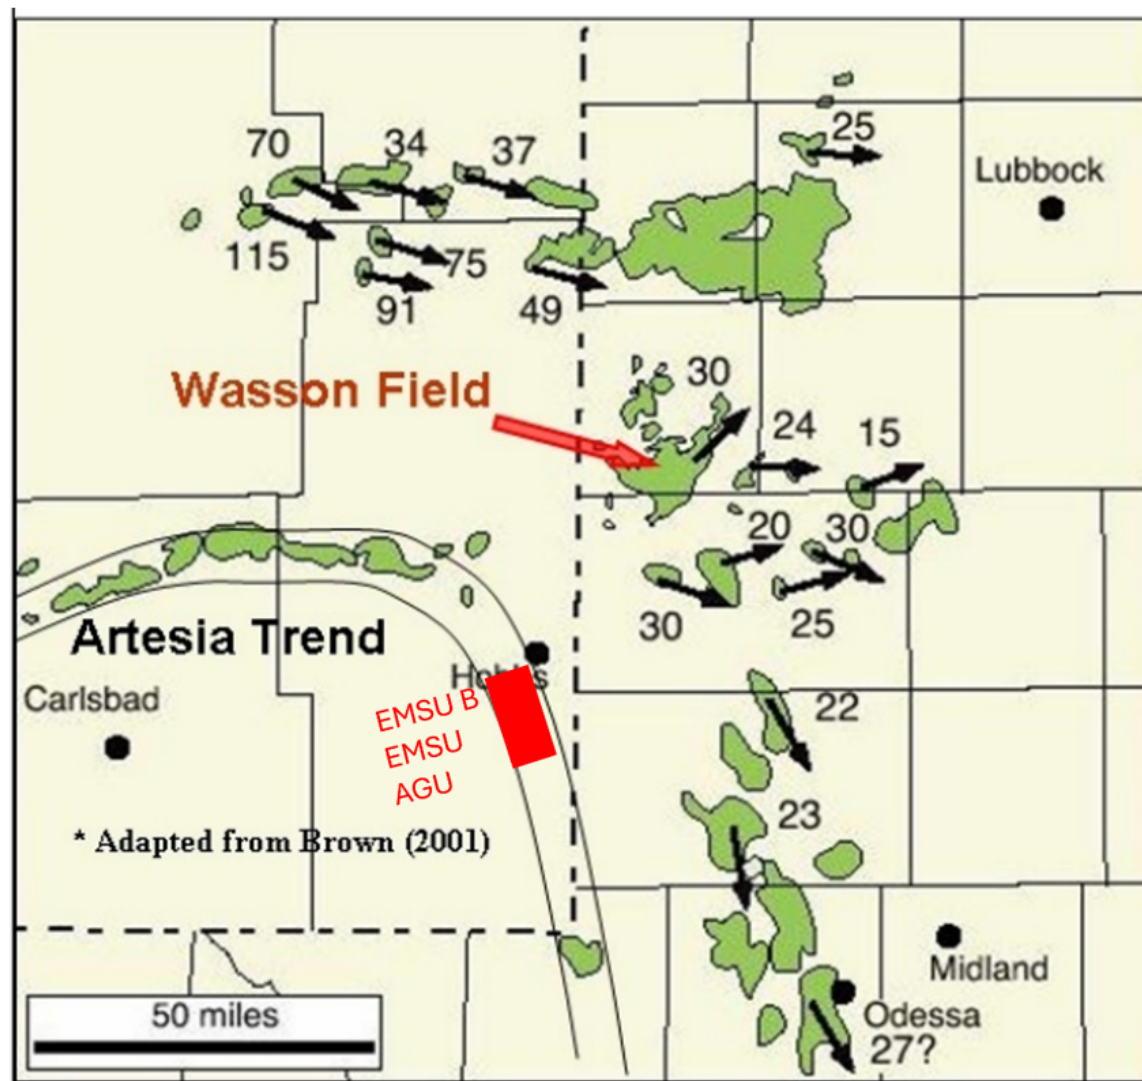 25
70
34
37
Lubbock
115
75
91
49
Wasson Field
30
24
15
20
30
30
25
Artesia Trend
Hobbs
Carlsbad
EMSU B
EMSU
AGU
22
23
* Adapted from Brown (2001)
Midland
50 miles
Odessa
27?